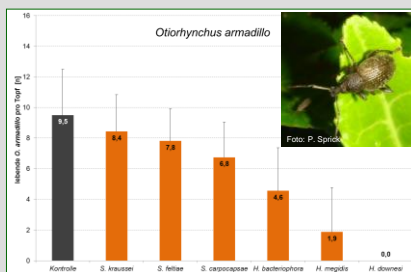 Otiorhynchus armadillo
Foto: P. Sprick
lebende O. armadillo pro Topf [n]
16
14
12
10
8
6
4
2
0
9,5
8,4
7,8
6,8
4,6
1,9
0,0
Kontrolle
S. kraussei
S. feltiae
S. carpocapsae
H. bacteriophora
H. megidis
H. downesi